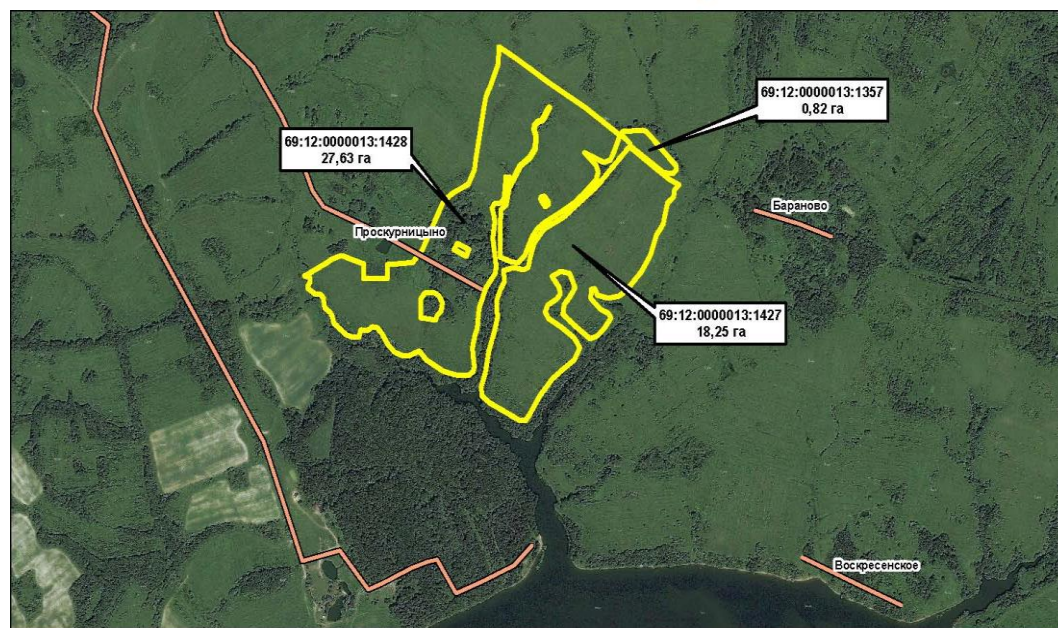 69:12:0000013:1357
0,82 га
69:12:0000013:1428
27,63 га
Бараново
Проскурницыно
69:12:0000013:1427
18,25 га
Воскресенское